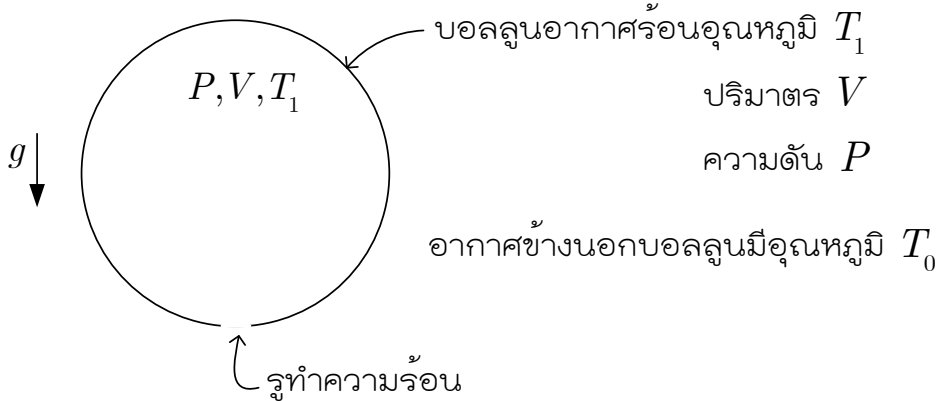 บอลลูนอากาศร้อนอุณหภูมิ T₁
P,V,T₁
ปริมาตร V
g
ความดัน P
อากาศข้างนอกบอลลูนมีอุณหภูมิ T₀
รูทำความร้อน